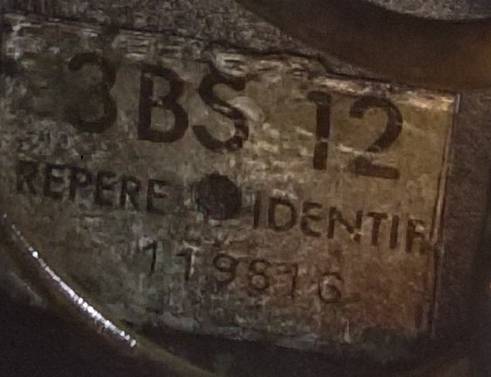 3BS 12
REPERE IDENTIF
119816